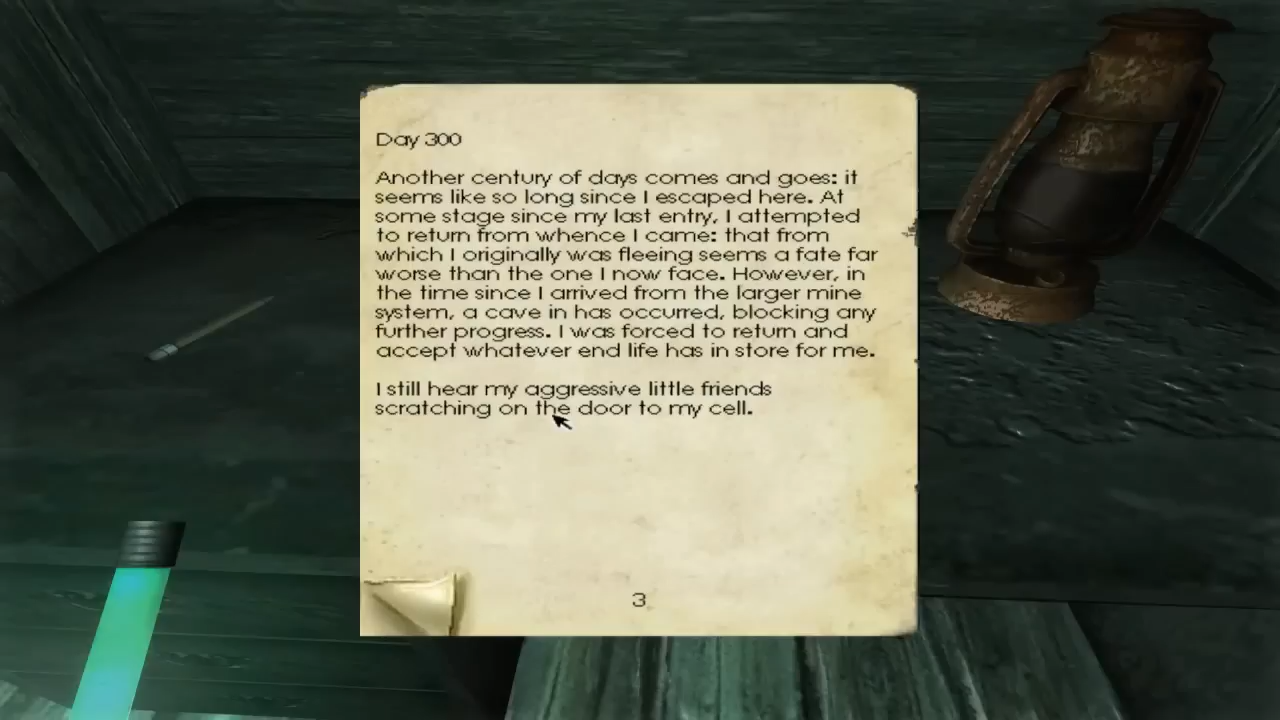 Day 300
Another century of days comes and goes: it
seems like so long since I escaped here. At
some stage since my last entry, I attempted
to return from whence I came: that from
which I originally was fleeing seems a fate far
worse than the one I now face. However, in
the time since I arrived from the larger mine
system, a cave in has occurred, blocking any
further progress. I was forced to return and
accept whatever end life has in store for me.
I still hear my aggressive little friends
scratching on the door to my cell.
3